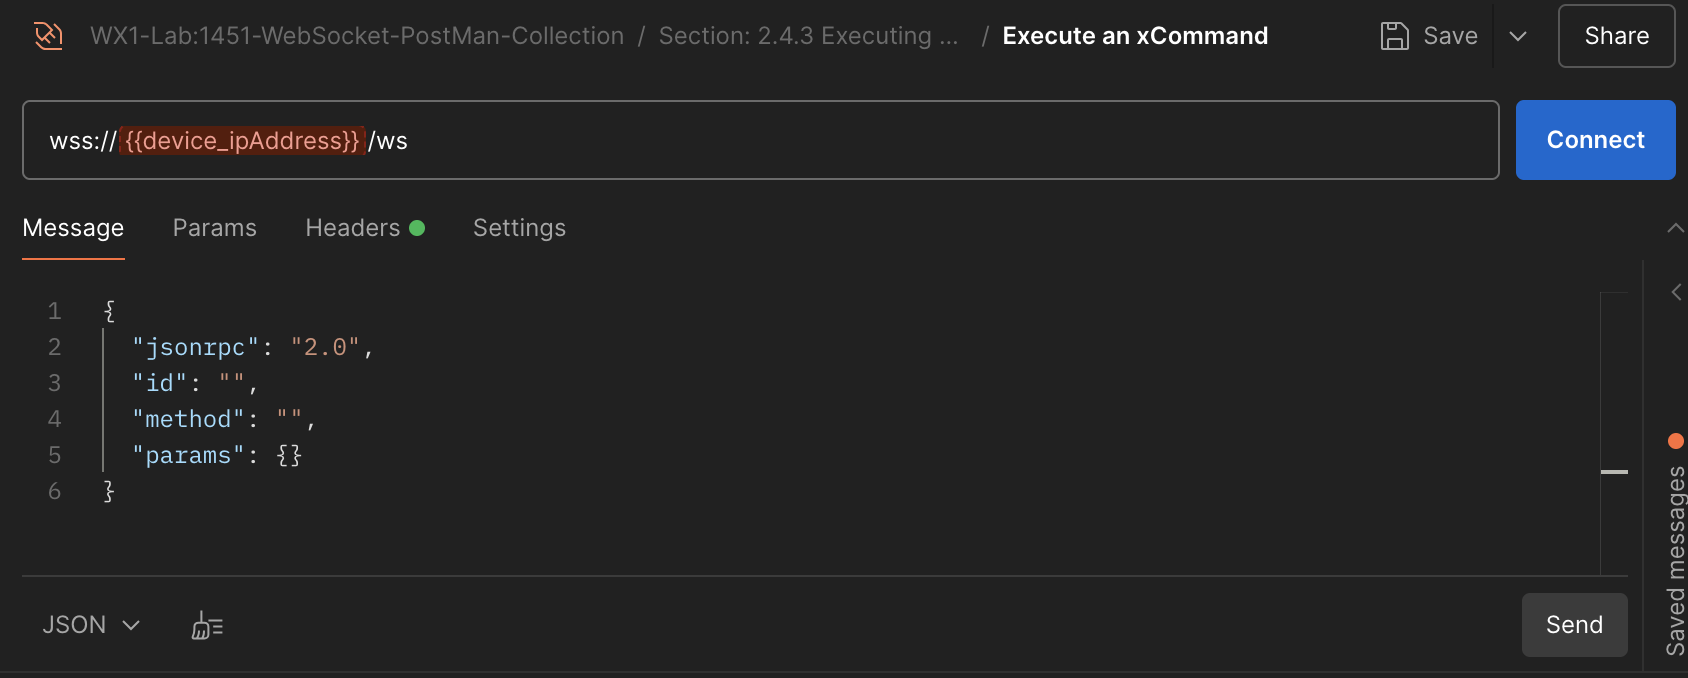 WX1-Lab:1451-WebSocket-PostMan-Collection / Section: 2.4.3 Executing ... / Execute an xCommand Save Share
wss://{{device_ipAddress}}/ws Connect
Message Params Headers Settings
1 {
2 "jsonrpc": "2.0",
3 "id": "",
4 "method": "",
5 "params": {}
6 }
Saved messages
JSON Send